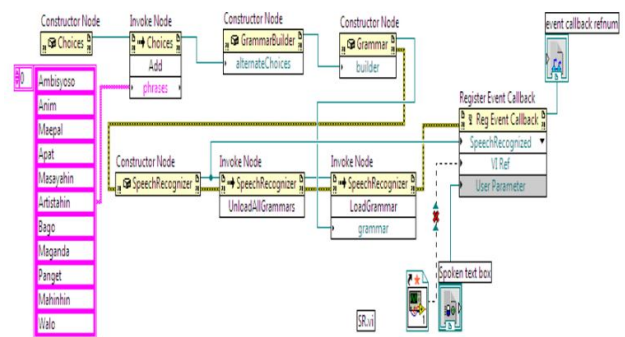 Constructor Node
Choices
Invoke Node
Choices
Add
phrases
Constructor Node
GrammarBuilder
alternateChoices
Constructor Node
Grammar
builder
event callback refnum
0
Ambisyoso
Anim
Maepal
Apat
Masayahin
Artistahin
Bago
Maganda
Panget
Mahinhin
Walo
Constructor Node
SpeechRecognizer
Invoke Node
SpeechRecognizer
UnloadAllGrammars
Invoke Node
SpeechRecognizer
LoadGrammar
grammar
Register Event Callback
Reg Event Callback
SpeechRecognized
VI Ref
User Parameter
Spoken text box
SR.vi
1